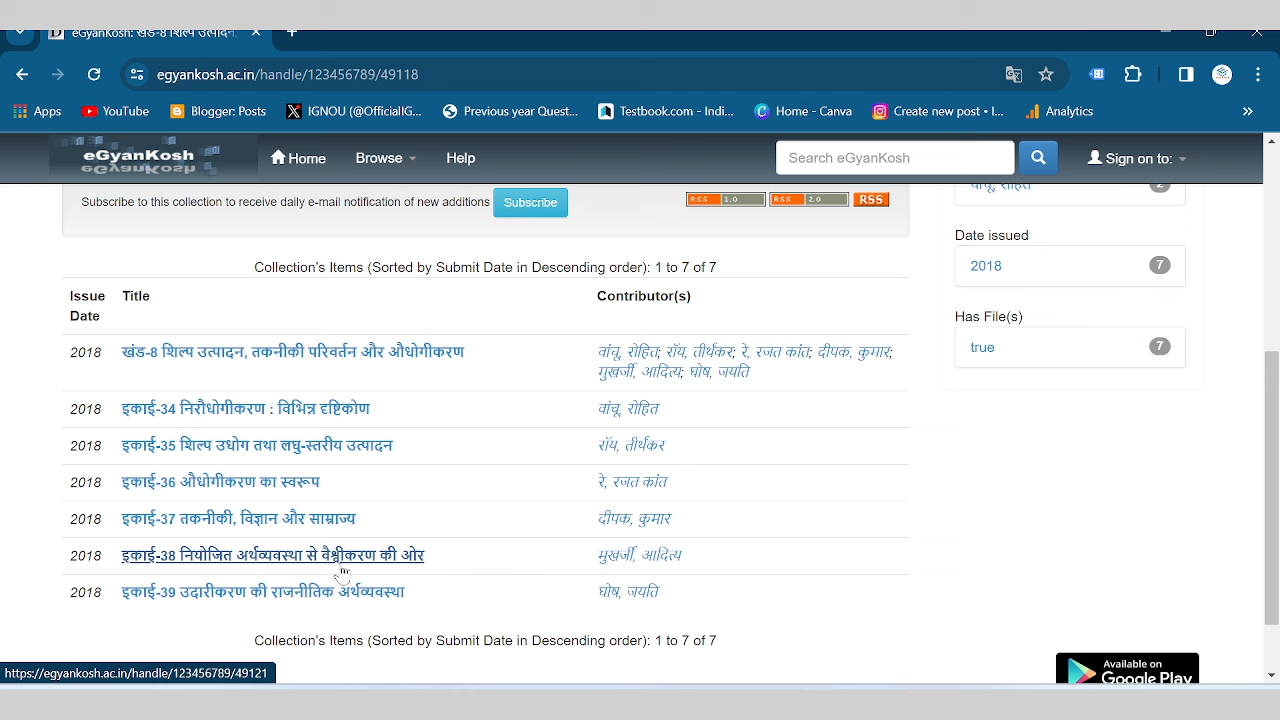 eGyanKosh: खंड-8 शिल्प उत्पादन,
egyankosh.ac.in/handle/123456789/49118
Apps YouTube Blogger: Posts IGNOU (@OfficialIG... Previous year Quest... Testbook.com - Indi... Home - Canva Create new post • I... Analytics
eGyanKosh Home Browse Help Search eGyanKosh Sign on to:
वांचू, रोहित 2
Subscribe to this collection to receive daily e-mail notification of new additions Subscribe RSS 1.0 RSS 2.0 RSS
Date issued
2018 7
Has File(s)
true 7
Collection's Items (Sorted by Submit Date in Descending order): 1 to 7 of 7
Issue Date Title Contributor(s)
2018 खंड-8 शिल्प उत्पादन, तकनीकी परिवर्तन और औधोगीकरण वांचू, रोहित; रॉय, तीर्थंकर; रे, रजत कांत; दीपक, कुमार;
मुखर्जी, आदित्य; घोष, जयति
2018 इकाई-34 निरौधोगीकरण : विभिन्न दृष्टिकोण वांचू, रोहित
2018 इकाई-35 शिल्प उधोग तथा लघु-स्तरीय उत्पादन रॉय, तीर्थंकर
2018 इकाई-36 औधोगीकरण का स्वरूप रे, रजत कांत
2018 इकाई-37 तकनीकी, विज्ञान और साम्राज्य दीपक, कुमार
2018 इकाई-38 नियोजित अर्थव्यवस्था से वैश्वीकरण की ओर मुखर्जी, आदित्य
2018 इकाई-39 उदारीकरण की राजनीतिक अर्थव्यवस्था घोष, जयति
Collection's Items (Sorted by Submit Date in Descending order): 1 to 7 of 7
https://egyankosh.ac.in/handle/123456789/49121
Available on
Google Play